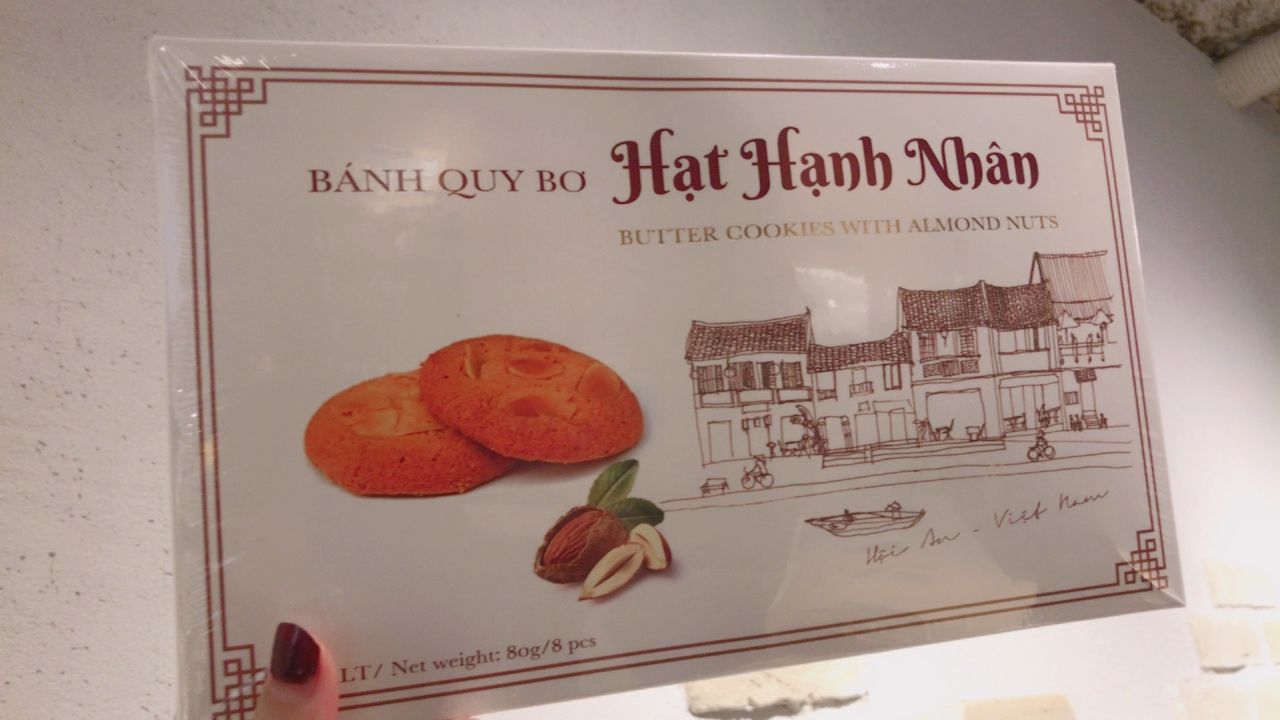 BÁNH QUY BƠ Hạt Hạnh Nhân
BUTTER COOKIES WITH ALMOND NUTS
Hội An - Việt Nam
LT/ Net weight: 80g/8 pcs